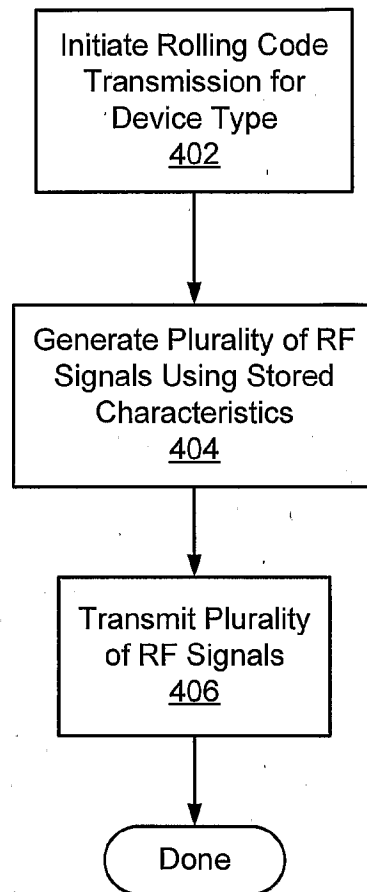 Initiate Rolling Code
Transmission for
Device Type
402
Generate Plurality of RF
Signals Using Stored
Characteristics
404
Transmit Plurality
of RF Signals
406
Done